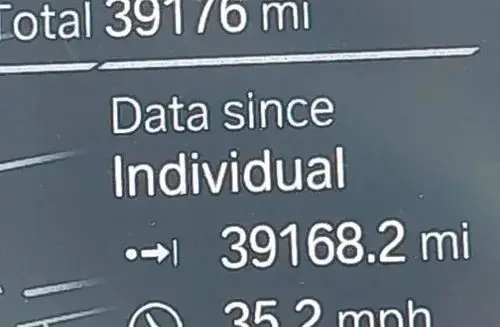 Total 39176 mi
Data since
Individual
39168.2 mi
35.2 mph